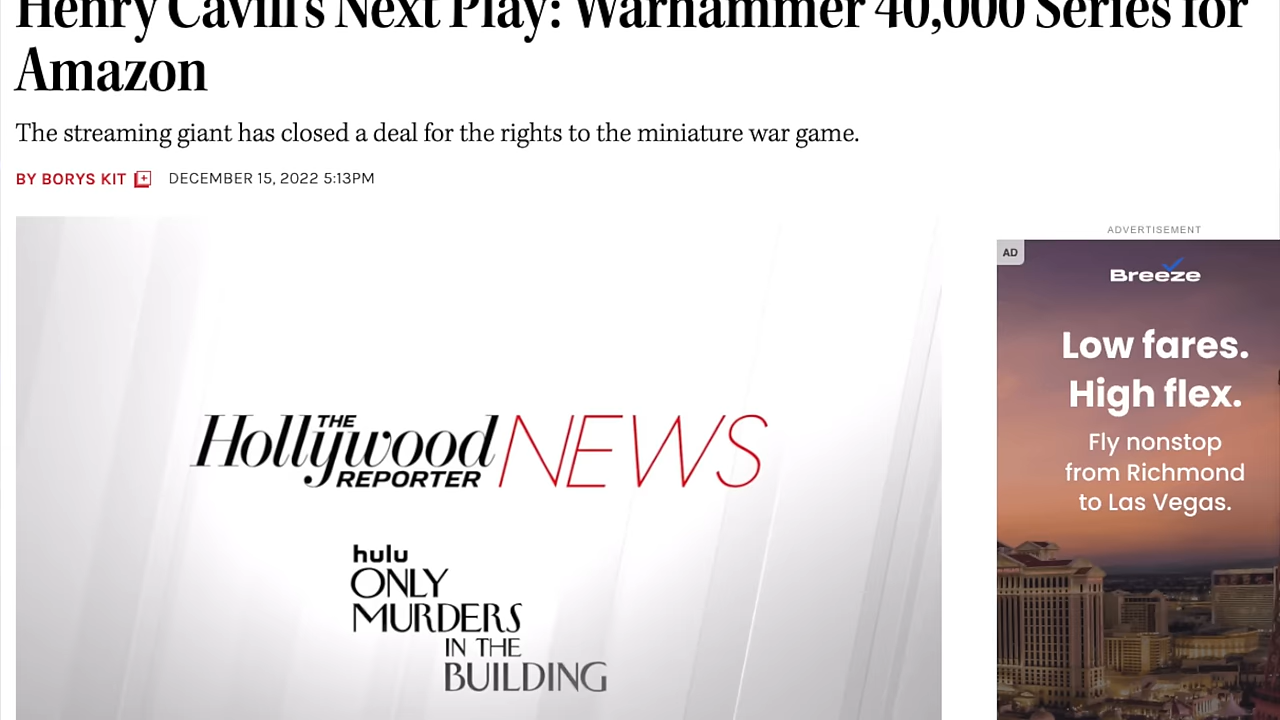 Henry Cavill's Next Play: Warhammer 40,000 Series for
Amazon
The streaming giant has closed a deal for the rights to the miniature war game.
BY BORYS KIT
DECEMBER 15, 2022 5:13PM
THE
Hollywood
REPORTER
NEWS
hulu
ONLY
MURDERS
IN THE
BUILDING
ADVERTISEMENT
AD
Breeze
Low fares.
High flex.
Fly nonstop
from Richmond
to Las Vegas.